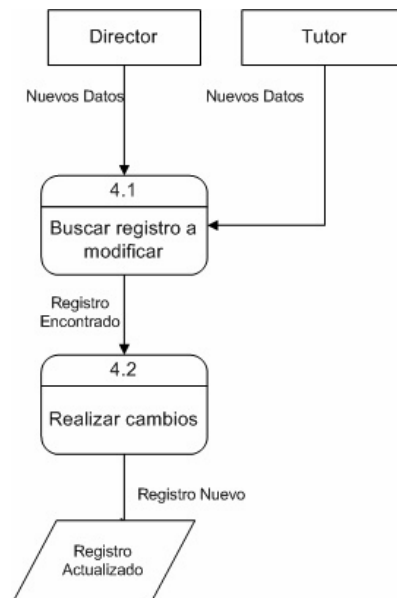 Director
Tutor
Nuevos Datos
Nuevos Datos
4.1
Buscar registro a
modificar
Registro
Encontrado
4.2
Realizar cambios
Registro Nuevo
Registro
Actualizado